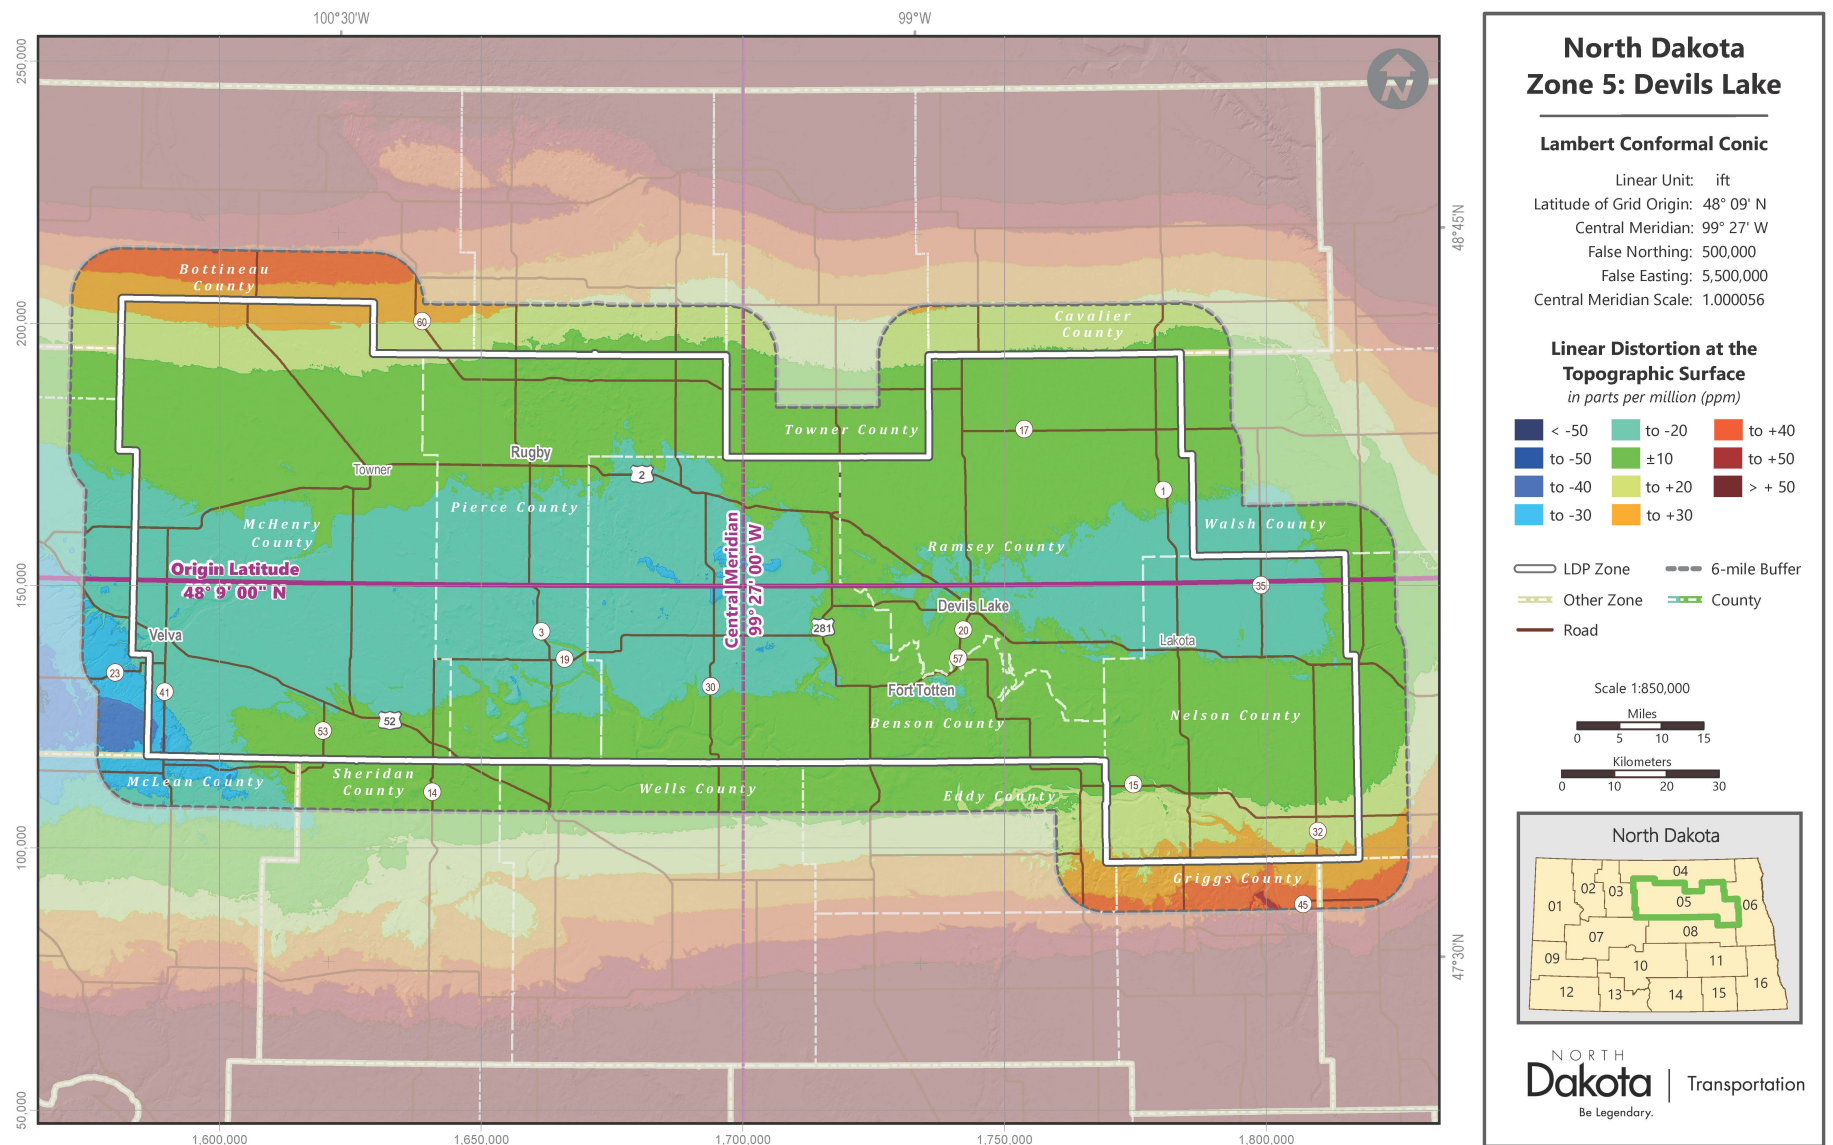 100°30'W
99°W
250,000
200,000
150,000
100,000
50,000
48°45'N
47°30'N
1,600,000
1,650,000
1,700,000
1,750,000
1,800,000
N
Bottineau
County
60
Cavalier
County
Towner County
17
Rugby
Towner
2
1
Pierce County
McHenry
County
Walsh County
Ramsey County
Origin Latitude
48° 9' 00" N
Central Meridian
99° 27' 00" W
35
Devils Lake
Velva
3
281
20
Lakota
19
57
23
41
30
Fort Totten
53
52
Benson County
Nelson County
McLean County
Sheridan
County
14
Wells County
Eddy County
15
32
Griggs County
45
North Dakota
Zone 5: Devils Lake
Lambert Conformal Conic
Linear Unit: ift
Latitude of Grid Origin: 48° 09' N
Central Meridian: 99° 27' W
False Northing: 500,000
False Easting: 5,500,000
Central Meridian Scale: 1.000056
Linear Distortion at the
Topographic Surface
in parts per million (ppm)
< -50 to -20 to +40
to -50 ±10 to +50
to -40 to +20 > + 50
to -30 to +30
LDP Zone 6-mile Buffer
Other Zone County
Road
Scale 1:850,000
Miles
0 5 10 15
Kilometers
0 10 20 30
North Dakota
04
02
03
01
05
06
07
08
09
10
11
12
13
14
15
16
NORTH
Dakota Transportation
Be Legendary.